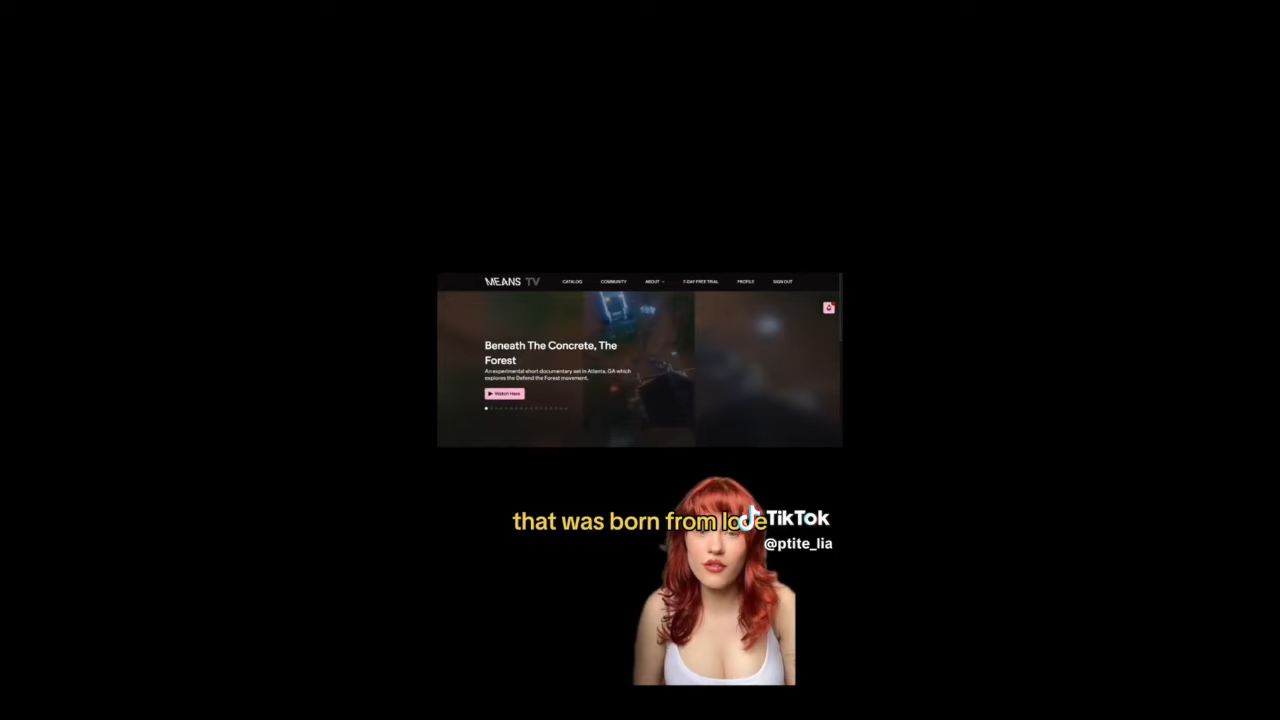 MEANS TV
CATALOG
COMMUNITY
ABOUT
7-DAY FREE TRIAL
PROFILE
SIGN OUT
Beneath The Concrete, The
Forest
An experimental short documentary set in Atlanta, GA which
explores the Defend the Forest movement.
Watch Here
that was born from love
TikTok
@ptite_lia